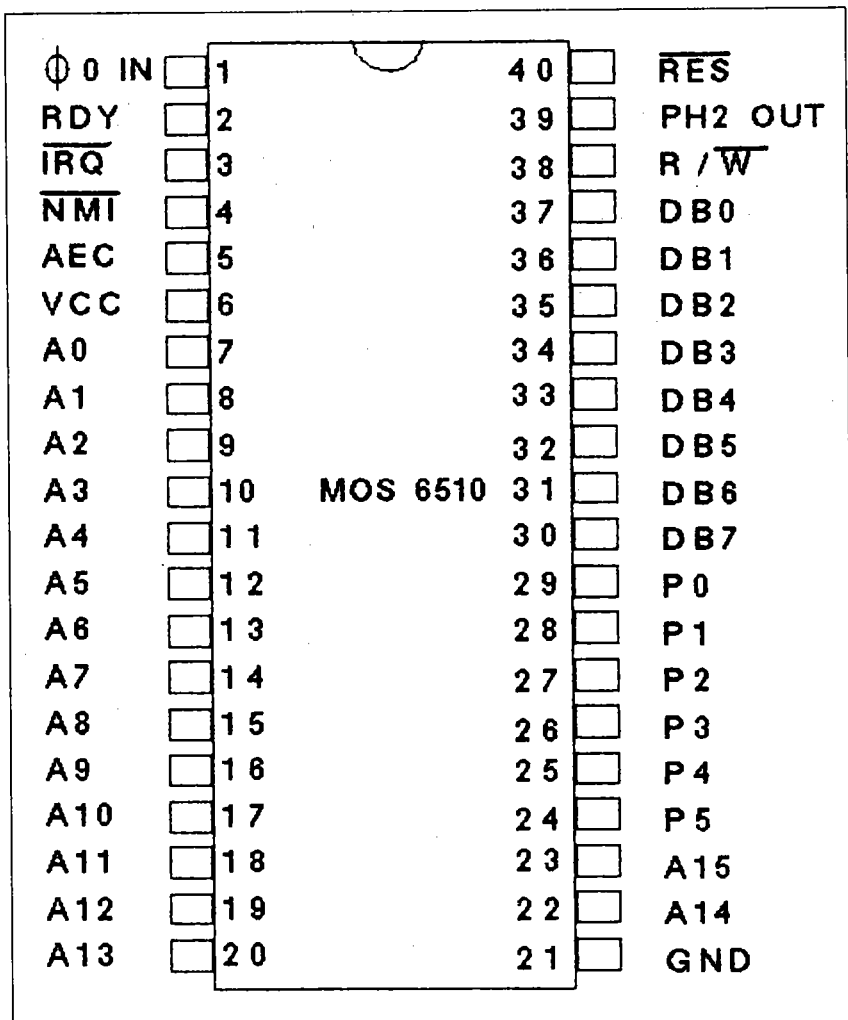 ϕ 0 IN 1 40 R̅E̅S̅
RDY 2 39 PH2 OUT
I̅R̅Q̅ 3 38 R / W̅
N̅M̅I̅ 4 37 DB0
AEC 5 36 DB1
VCC 6 35 DB2
A0 7 34 DB3
A1 8 33 DB4
A2 9 32 DB5
A3 10 MOS 6510 31 DB6
A4 11 30 DB7
A5 12 29 P0
A6 13 28 P1
A7 14 27 P2
A8 15 26 P3
A9 16 25 P4
A10 17 24 P5
A11 18 23 A15
A12 19 22 A14
A13 20 21 GND